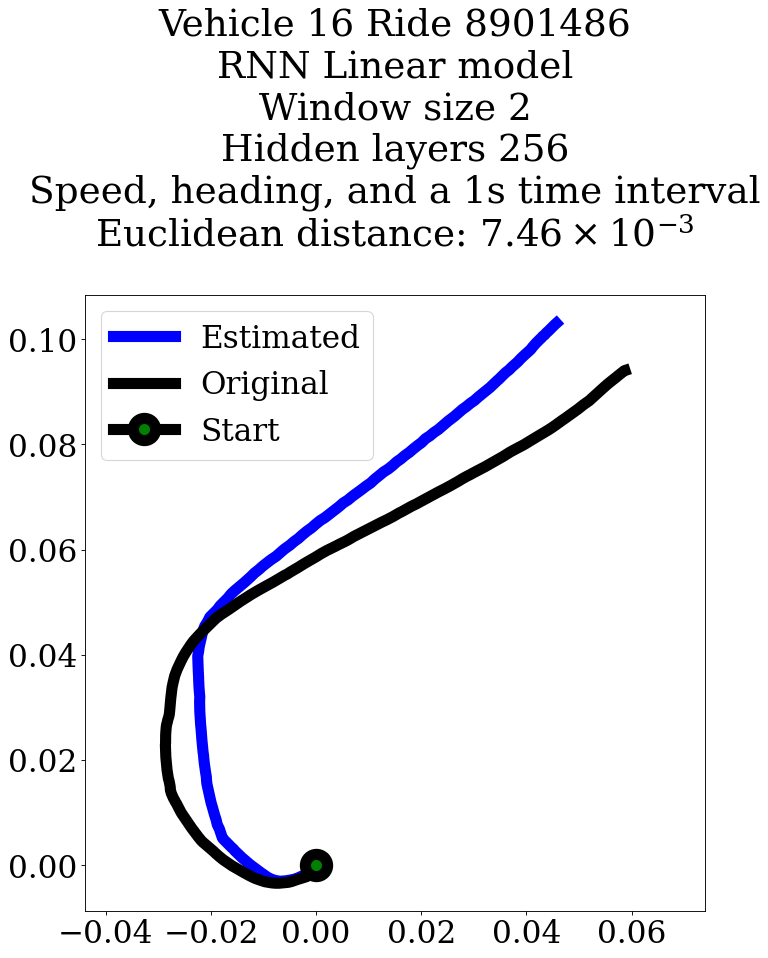 Vehicle 16 Ride 8901486
RNN Linear model
Window size 2
Hidden layers 256
Speed, heading, and a 1s time interval
Euclidean distance: 7.46 × 10⁻³
Estimated
Original
Start
0.10
0.08
0.06
0.04
0.02
0.00
−0.04 −0.02 0.00 0.02 0.04 0.06